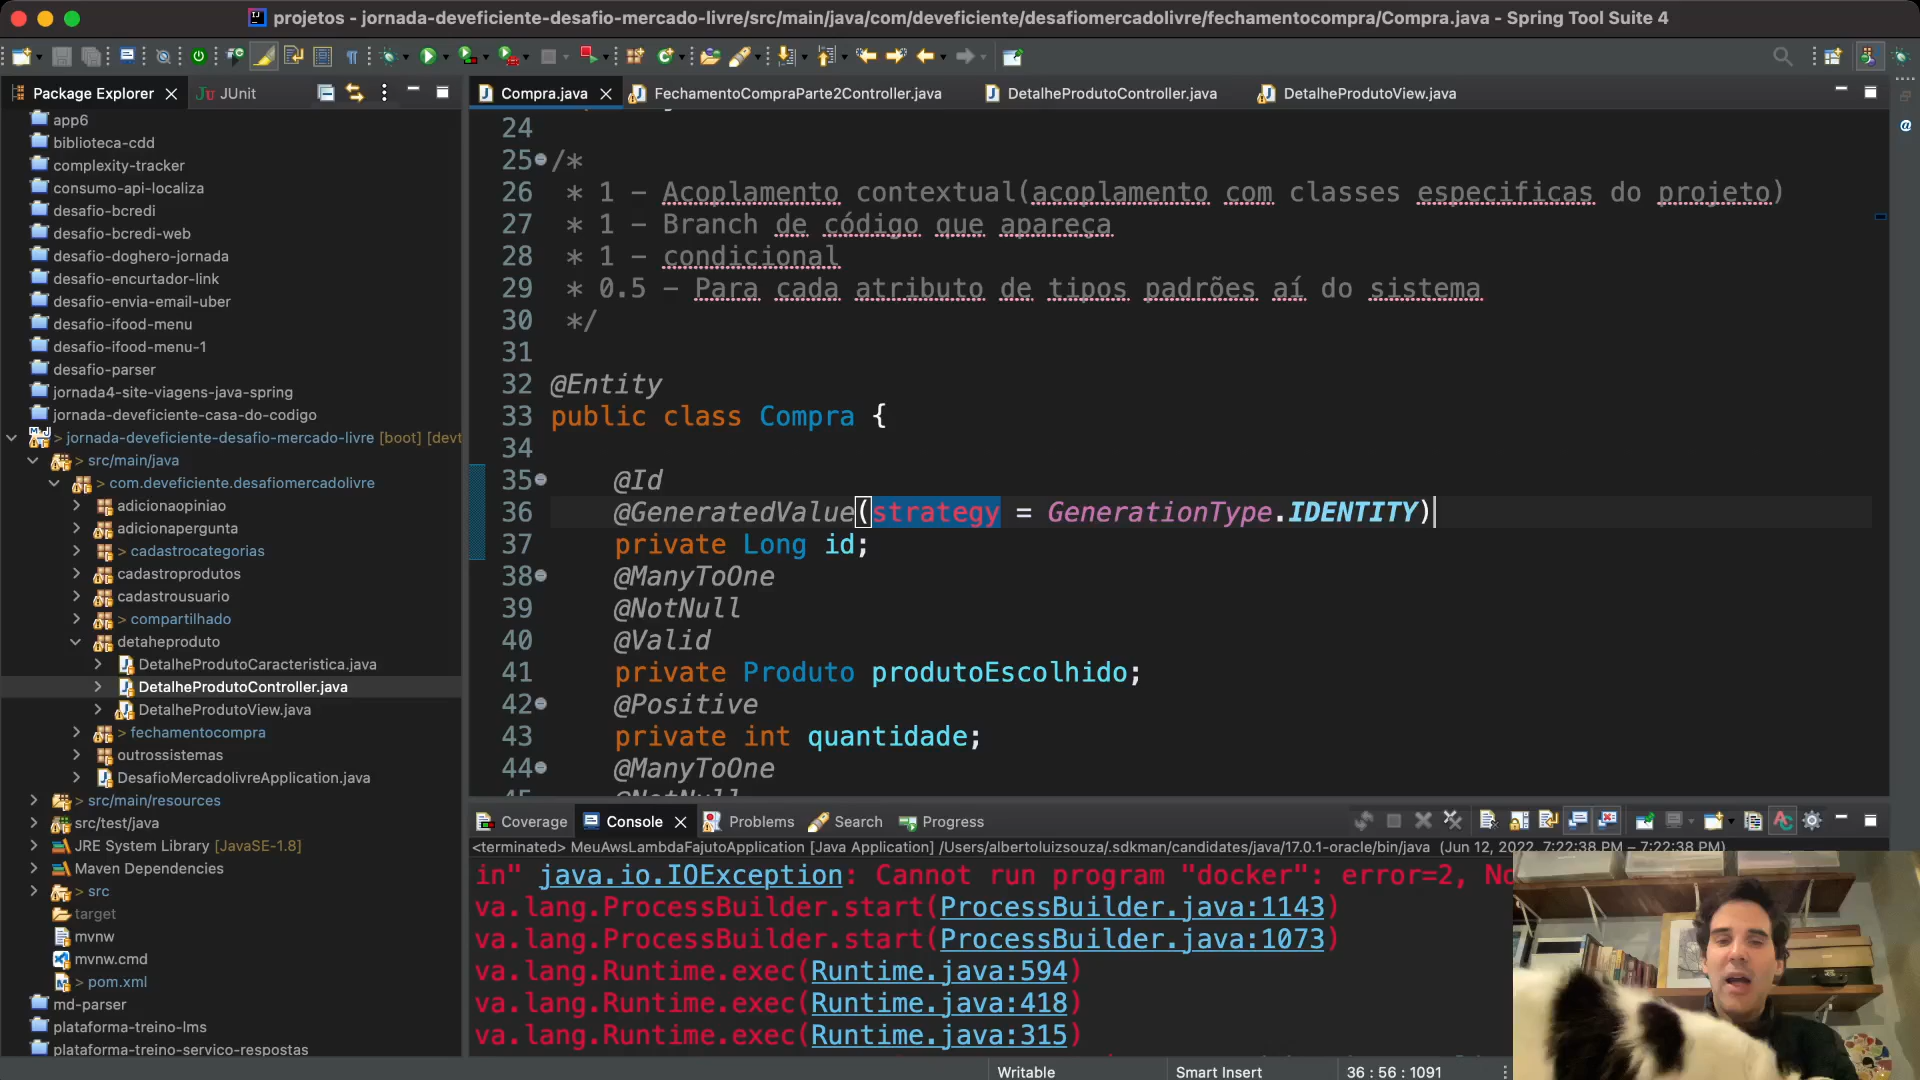 projetos - jornada-deveficiente-desafio-mercado-livre/src/main/java/com/deveficiente/desafiomercadolivre/fechamentocompra/Compra.java - Spring Tool Suite 4
Package Explorer
JUnit
Compra.java
FechamentoCompraParte2Controller.java
DetalheProdutoController.java
DetalheProdutoView.java
app6
biblioteca-cdd
complexity-tracker
consumo-api-localiza
desafio-bcredi
desafio-bcredi-web
desafio-doghero-jornada
desafio-encurtador-link
desafio-envia-email-uber
desafio-ifood-menu
desafio-ifood-menu-1
desafio-parser
jornada4-site-viagens-java-spring
jornada-deveficiente-casa-do-codigo
> jornada-deveficiente-desafio-mercado-livre [boot] [devt
> src/main/java
> com.deveficiente.desafiomercadolivre
adicionaopiniao
adicionapergunta
> cadastrocategorias
cadastroprodutos
cadastrousuario
> compartilhado
detaheproduto
DetalheProdutoCaracteristica.java
DetalheProdutoController.java
DetalheProdutoView.java
> fechamentocompra
outrossistemas
DesafioMercadolivreApplication.java
> src/main/resources
src/test/java
JRE System Library [JavaSE-1.8]
Maven Dependencies
> src
target
mvnw
mvnw.cmd
> pom.xml
md-parser
plataforma-treino-lms
plataforma-treino-servico-respostas
24
25 /*
26 * 1 - Acoplamento contextual(acoplamento com classes especificas do projeto)
27 * 1 - Branch de código que apareça
28 * 1 - condicional
29 * 0.5 - Para cada atributo de tipos padrões aí do sistema
30 */
31
32 @Entity
33 public class Compra {
34
35 @Id
36 @GeneratedValue(strategy = GenerationType.IDENTITY)
37 private Long id;
38 @ManyToOne
39 @NotNull
40 @Valid
41 private Produto produtoEscolhido;
42 @Positive
43 private int quantidade;
44 @ManyToOne
45 @NotNull
Coverage
Console
Problems
Search
Progress
<terminated> MeuAwsLambdaFajutoApplication [Java Application] /Users/albertoluizsouza/.sdkman/candidates/java/17.0.1-oracle/bin/java (Jun 12, 2022, 7:22:38 PM – 7:22:38 PM)
in" java.io.IOException: Cannot run program "docker": error=2, No
va.lang.ProcessBuilder.start(ProcessBuilder.java:1143)
va.lang.ProcessBuilder.start(ProcessBuilder.java:1073)
va.lang.Runtime.exec(Runtime.java:594)
va.lang.Runtime.exec(Runtime.java:418)
va.lang.Runtime.exec(Runtime.java:315)
Writable
Smart Insert
36 : 56 : 1091